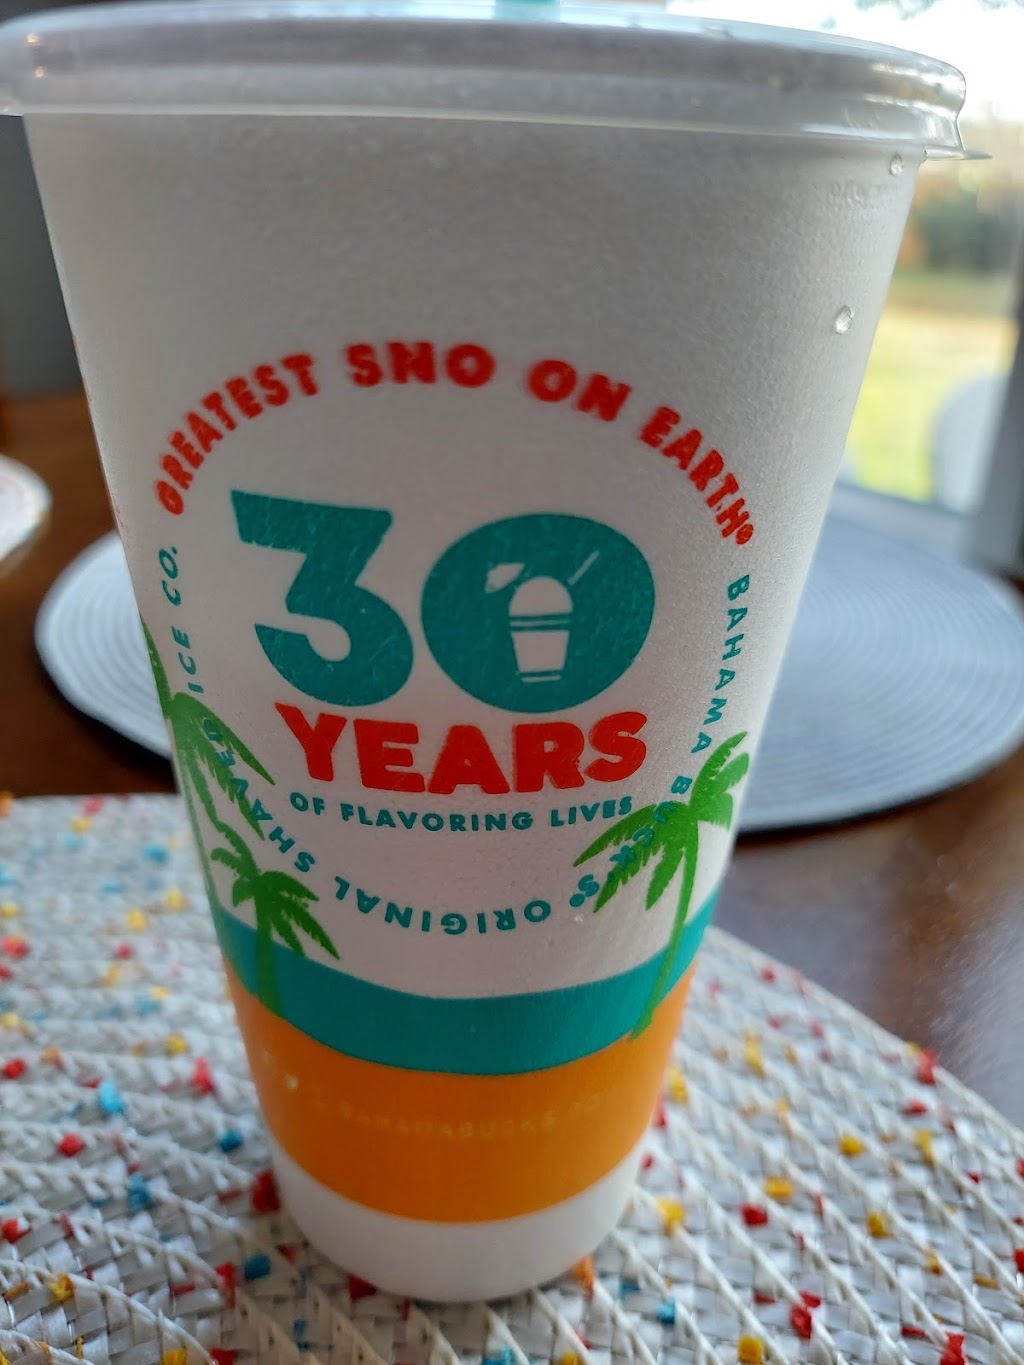 GREATEST SNO ON EARTH®
30
YEARS
OF FLAVORING LIVES
BAHAMA BUCK'S® ORIGINAL SHAVED ICE CO.